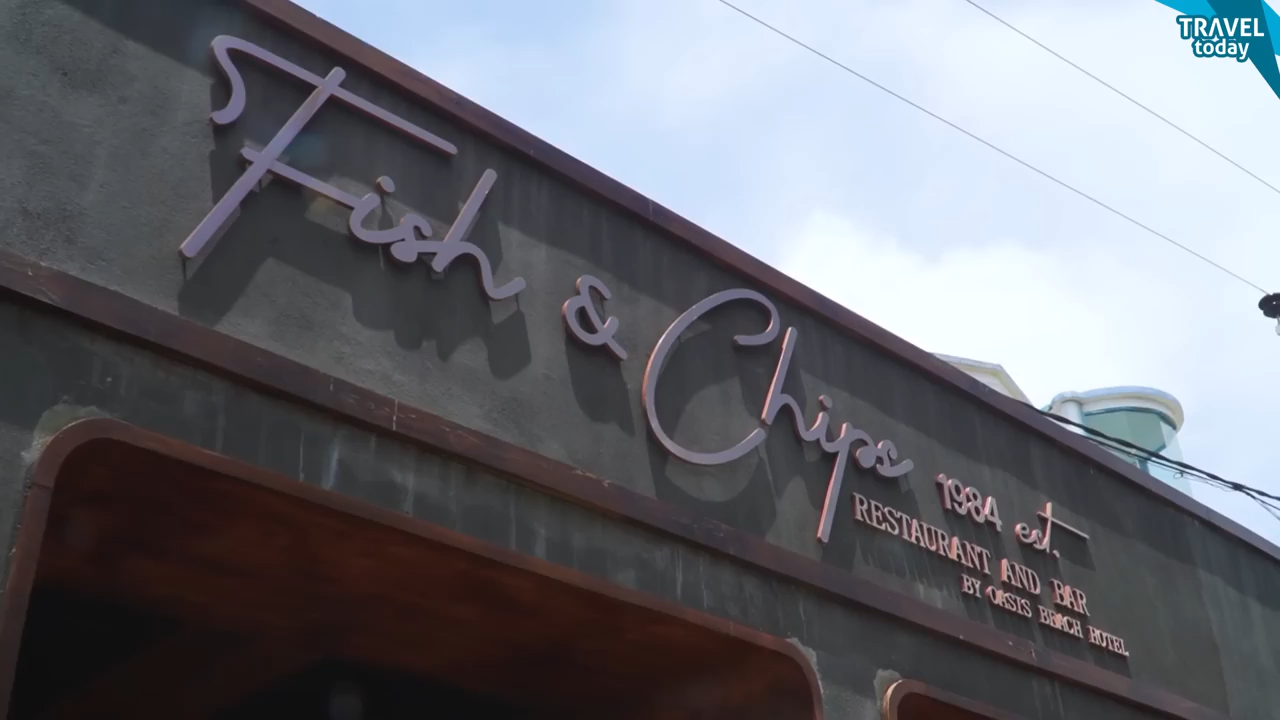 TRAVEL
today
Fish & Chips
1984 est.
RESTAURANT AND BAR
BY OASIS BEACH HOTEL